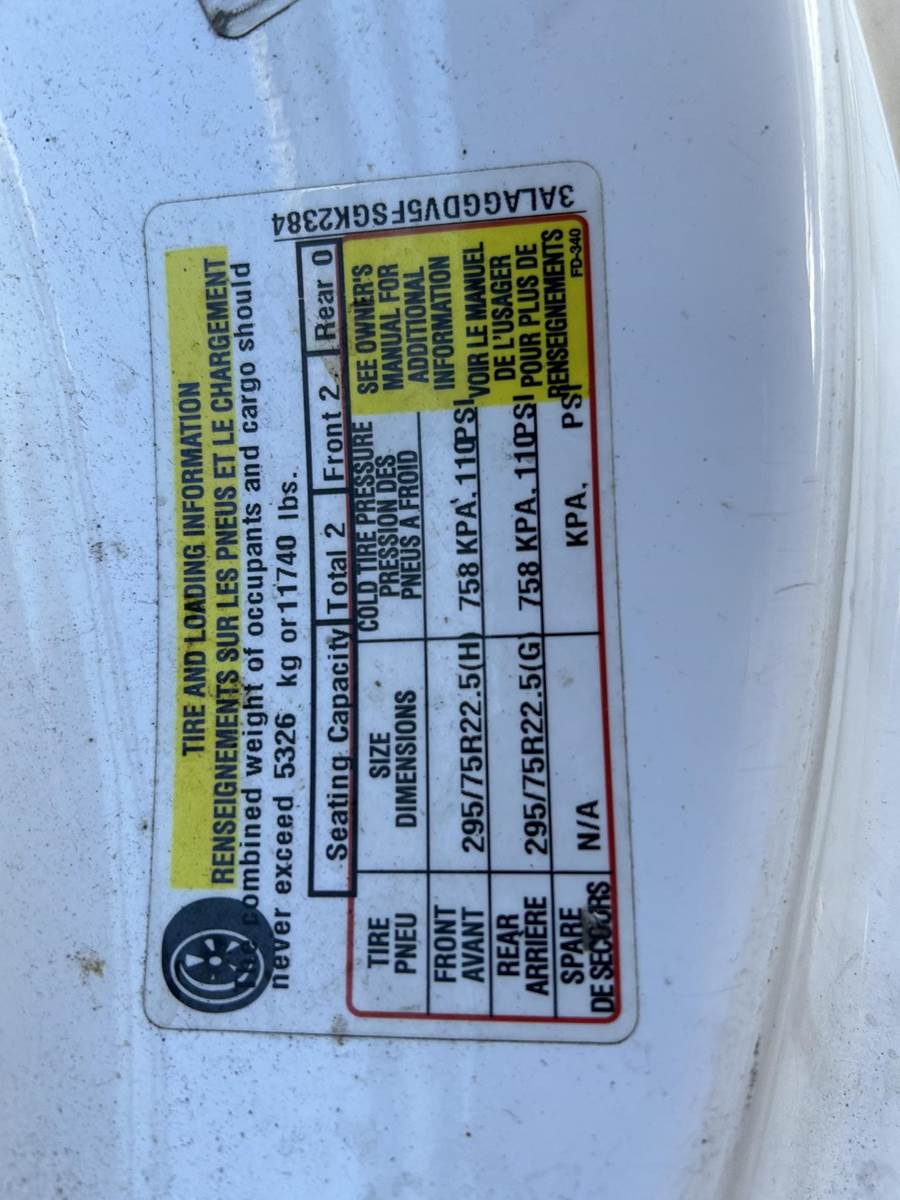 TIRE AND LOADING INFORMATION
RENSEIGNEMENTS SUR LES PNEUS ET LE CHARGEMENT
The combined weight of occupants and cargo should
never exceed 5326 kg or 11740 lbs.
Seating Capacity Total 2 Front 2 Rear 0
3ALAGGDV5FSGK2384
TIRE SIZE COLD TIRE PRESSURE
PNEU DIMENSIONS PRESSION DES
PNEUS A FROID
FRONT 295/75R22.5(H) 758 KPA. 110PSI
AVANT
REAR 295/75R22.5(G) 758 KPA. 110PSI
ARRIERE
SPARE N/A KPA. PSI
DE SECOURS
SEE OWNER'S
MANUAL FOR
ADDITIONAL
INFORMATION
VOIR LE MANUEL
DE L'USAGER
POUR PLUS DE
RENSEIGNEMENTS
FD-340